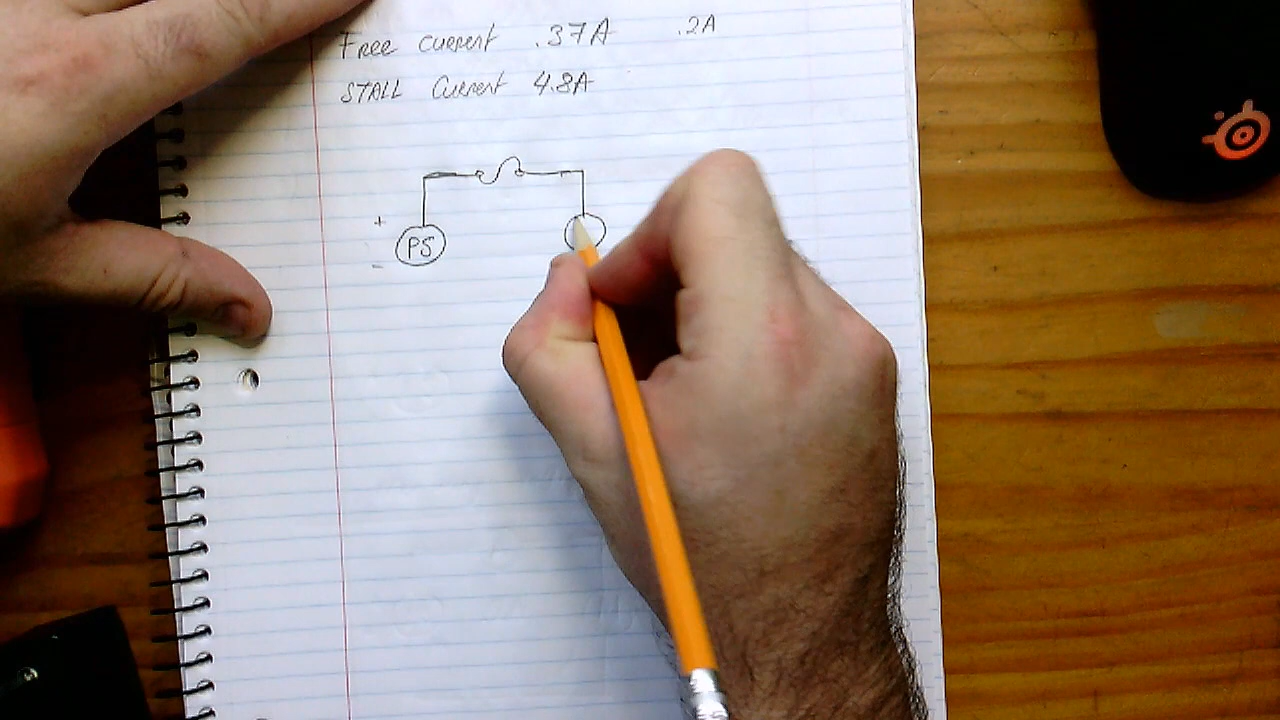 Free Current .37A .2A
STALL Current 4.8A
+
PS
-